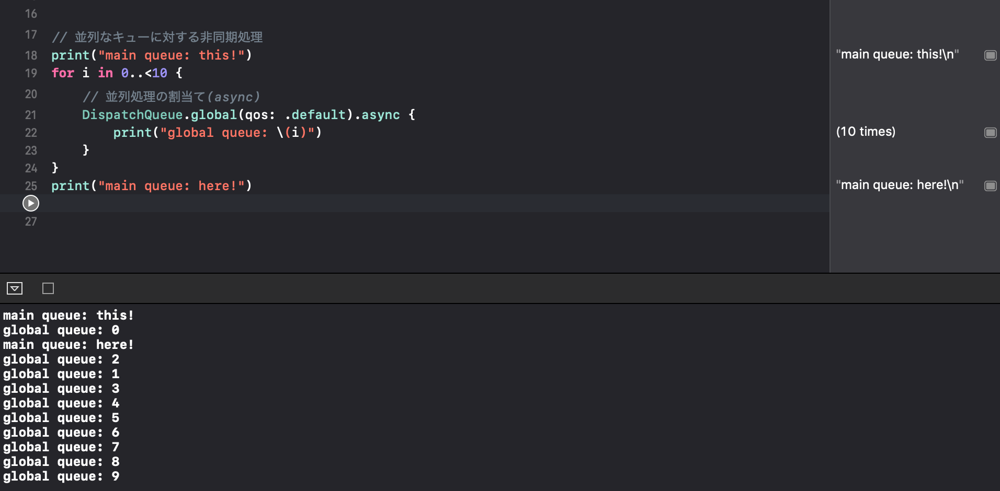 16
17 // 並列なキューに対する非同期処理
18 print("main queue: this!") "main queue: this!\n"
19 for i in 0..<10 {
20 // 並列処理の割当て(async)
21 DispatchQueue.global(qos: .default).async {
22 print("global queue: \(i)") (10 times)
23 }
24 }
25 print("main queue: here!") "main queue: here!\n"
27
main queue: this!
global queue: 0
main queue: here!
global queue: 2
global queue: 1
global queue: 3
global queue: 4
global queue: 5
global queue: 6
global queue: 7
global queue: 8
global queue: 9